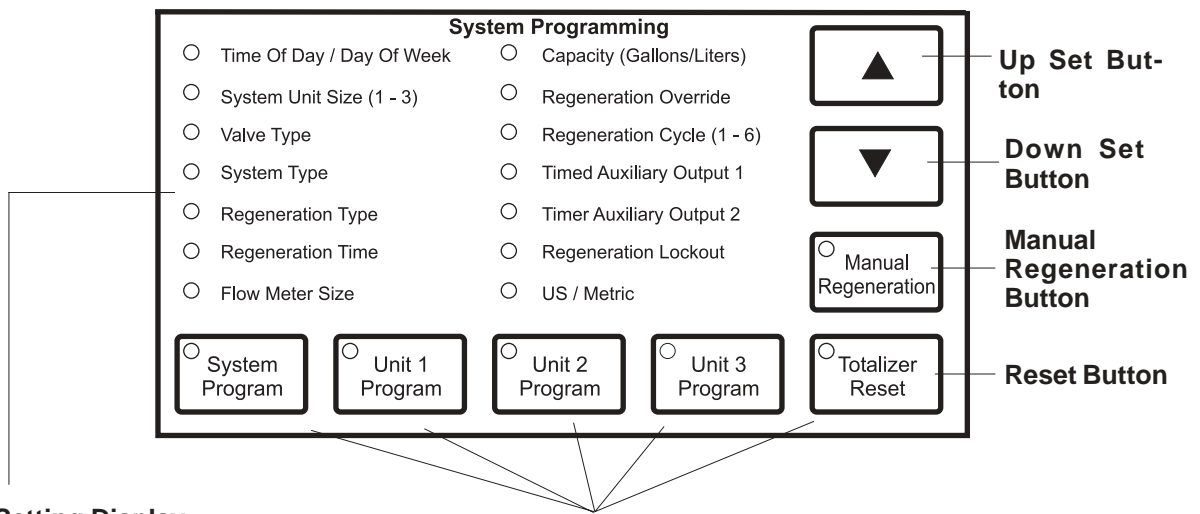 System Programming
Time Of Day / Day Of Week
System Unit Size (1 - 3)
Valve Type
System Type
Regeneration Type
Regeneration Time
Flow Meter Size
Capacity (Gallons/Liters)
Regeneration Override
Regeneration Cycle (1 - 6)
Timed Auxiliary Output 1
Timer Auxiliary Output 2
Regeneration Lockout
US / Metric
Up Set But-
ton
Down Set
Button
Manual
Regeneration
Manual
Regeneration
Button
System
Program
Unit 1
Program
Unit 2
Program
Unit 3
Program
Totalizer
Reset
Reset Button
Setting Display